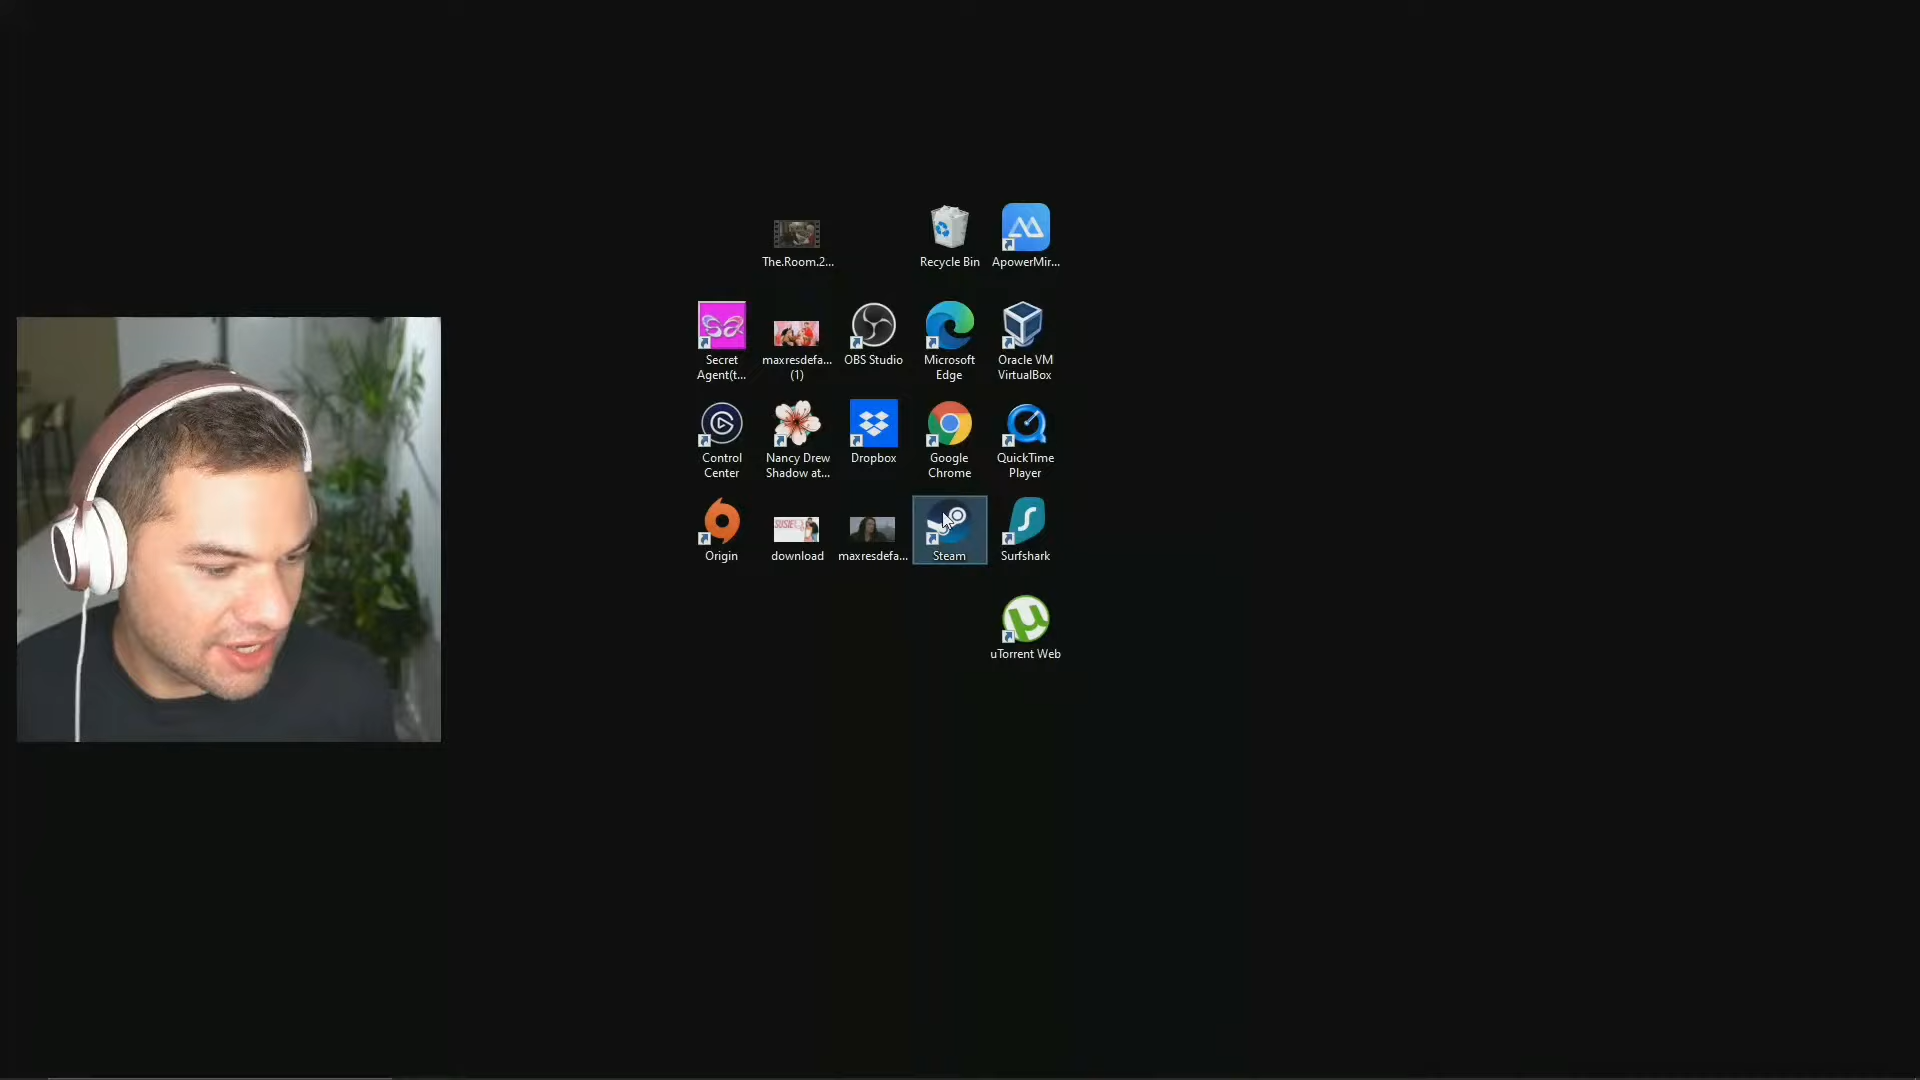 The.Room.2...
Recycle Bin
ApowerMir...
Secret
Agent(t...
maxresdefa...
(1)
OBS Studio
Microsoft
Edge
Oracle VM
VirtualBox
Control
Center
Nancy Drew
Shadow at...
Dropbox
Google
Chrome
QuickTime
Player
SUSIE
Origin
download
maxresdefa...
Steam
Surfshark
uTorrent Web